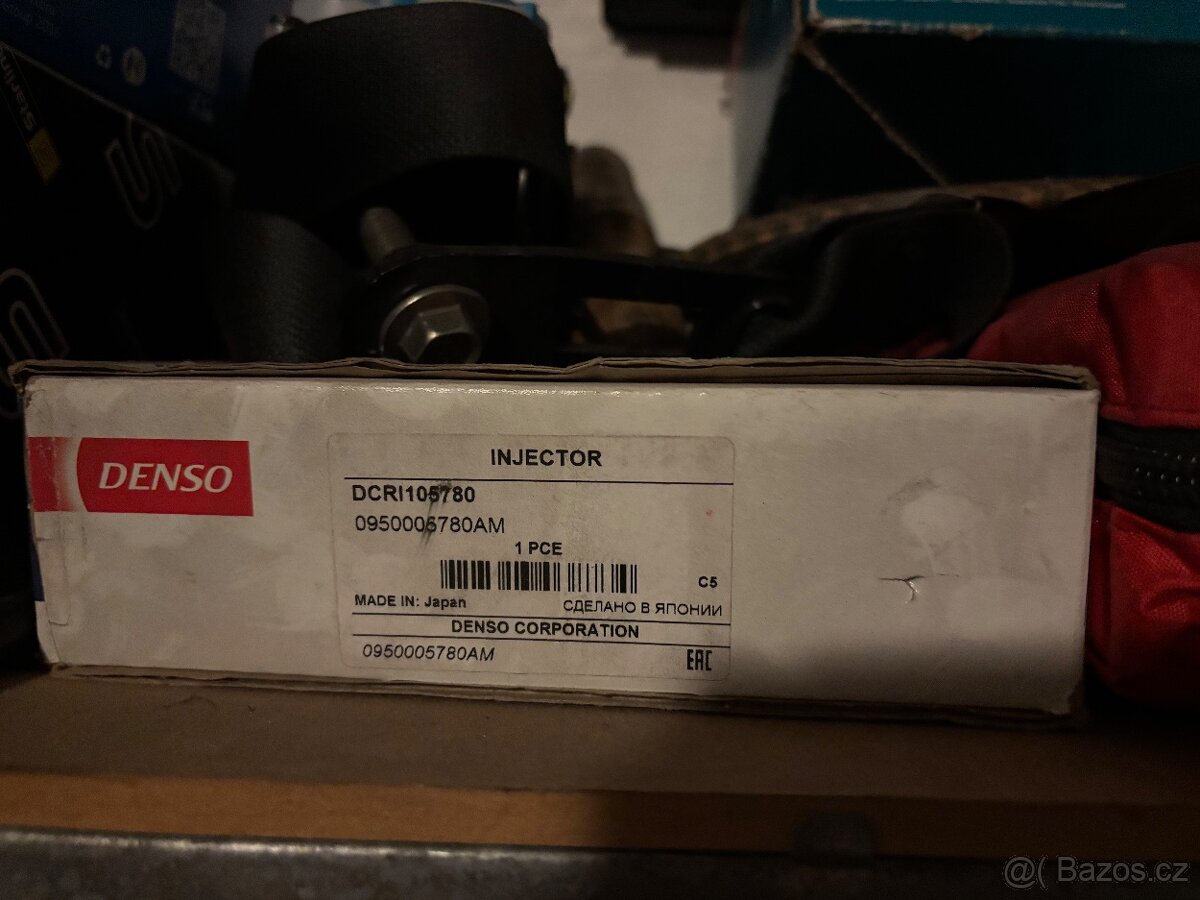 DENSO
INJECTOR
DCRI105780
0950005780AM
1 PCE
C5
MADE IN: Japan
СДЕЛАНО В ЯПОНИИ
DENSO CORPORATION
0950005780AM
EAC
@( Bazos.cz